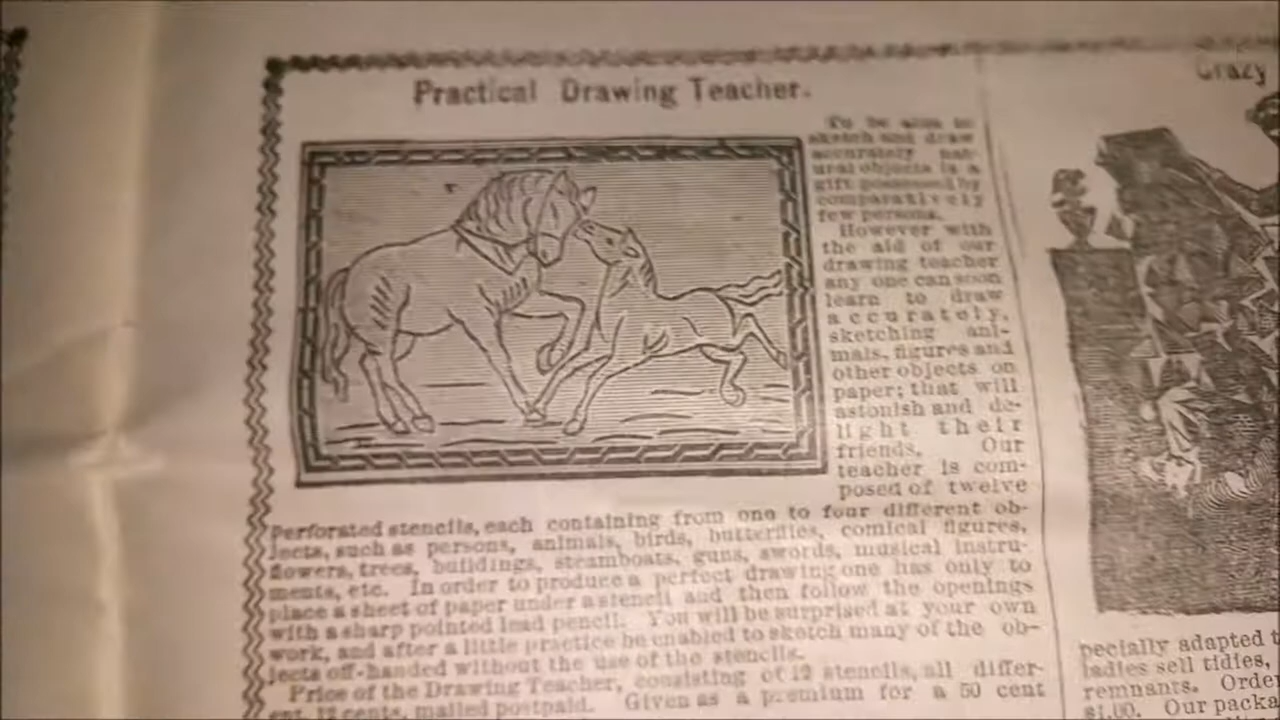 Practical Drawing Teacher.
To be able to
sketch and draw
accurately nat-
ural objects is a
gift possessed by
comparatively
few persons.
However with
the aid of our
drawing teacher
any one can soon
learn to draw
accurately,
sketching ani-
mals, figures and
other objects on
paper; that will
astonish and de-
light their
friends. Our
teacher is com-
posed of twelve
perforated stencils, each containing from one to four different ob-
jects, such as persons, animals, birds, butterflies, comical figures,
flowers, trees, buildings, steamboats, guns, swords, musical instru-
ments, etc. In order to produce a perfect drawing one has only to
place a sheet of paper under a stencil and then follow the openings
with a sharp pointed lead pencil. You will be surprised at your own
work, and after a little practice be enabled to sketch many of the ob-
jects off-handed without the use of the stencils.
Price of the Drawing Teacher, consisting of 12 stencils, all differ-
ent, 12 cents, mailed postpaid. Given as a premium for a 50 cent
Crazy
pecially adapted t
ladies sell tidies,
remnants. Order
$1.00. Our packa